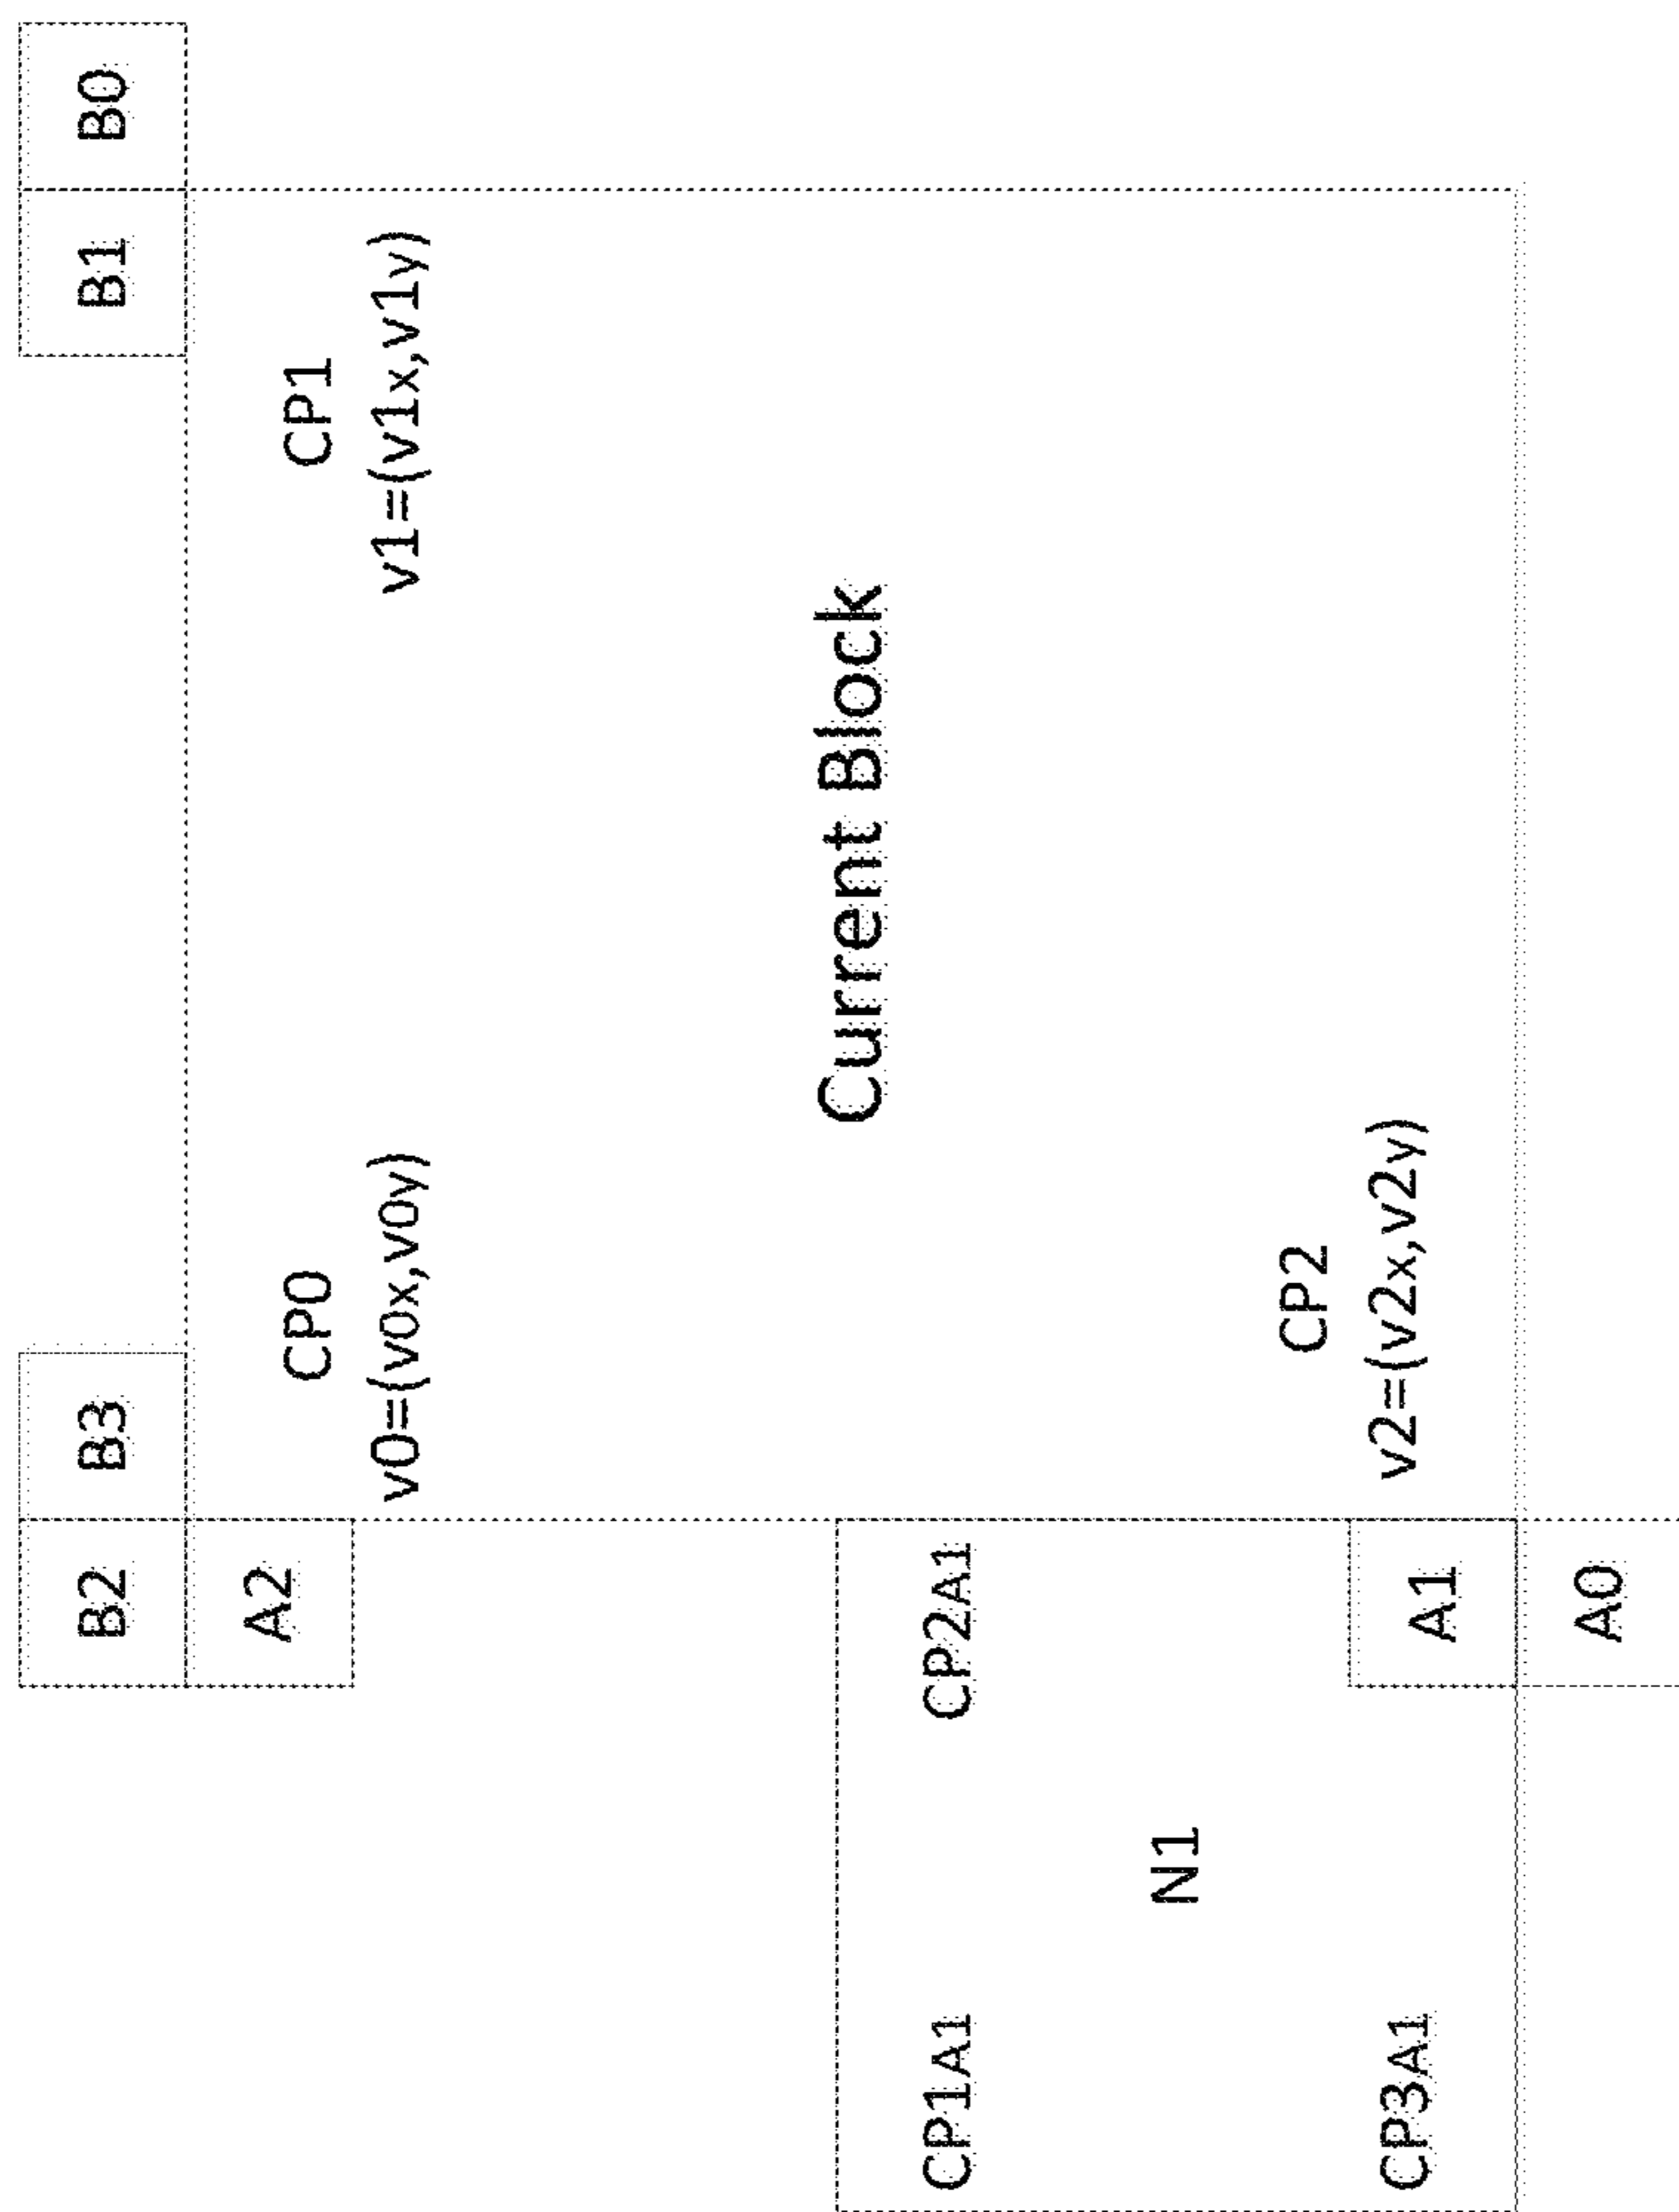 B2
B3
B1
B0
A2
CP0
v0=(v0x,v0y)
CP1
v1=(v1x,v1y)
Current Block
CP1A1
CP2A1
N1
CP2
v2=(v2x,v2y)
CP3A1
A1
A0